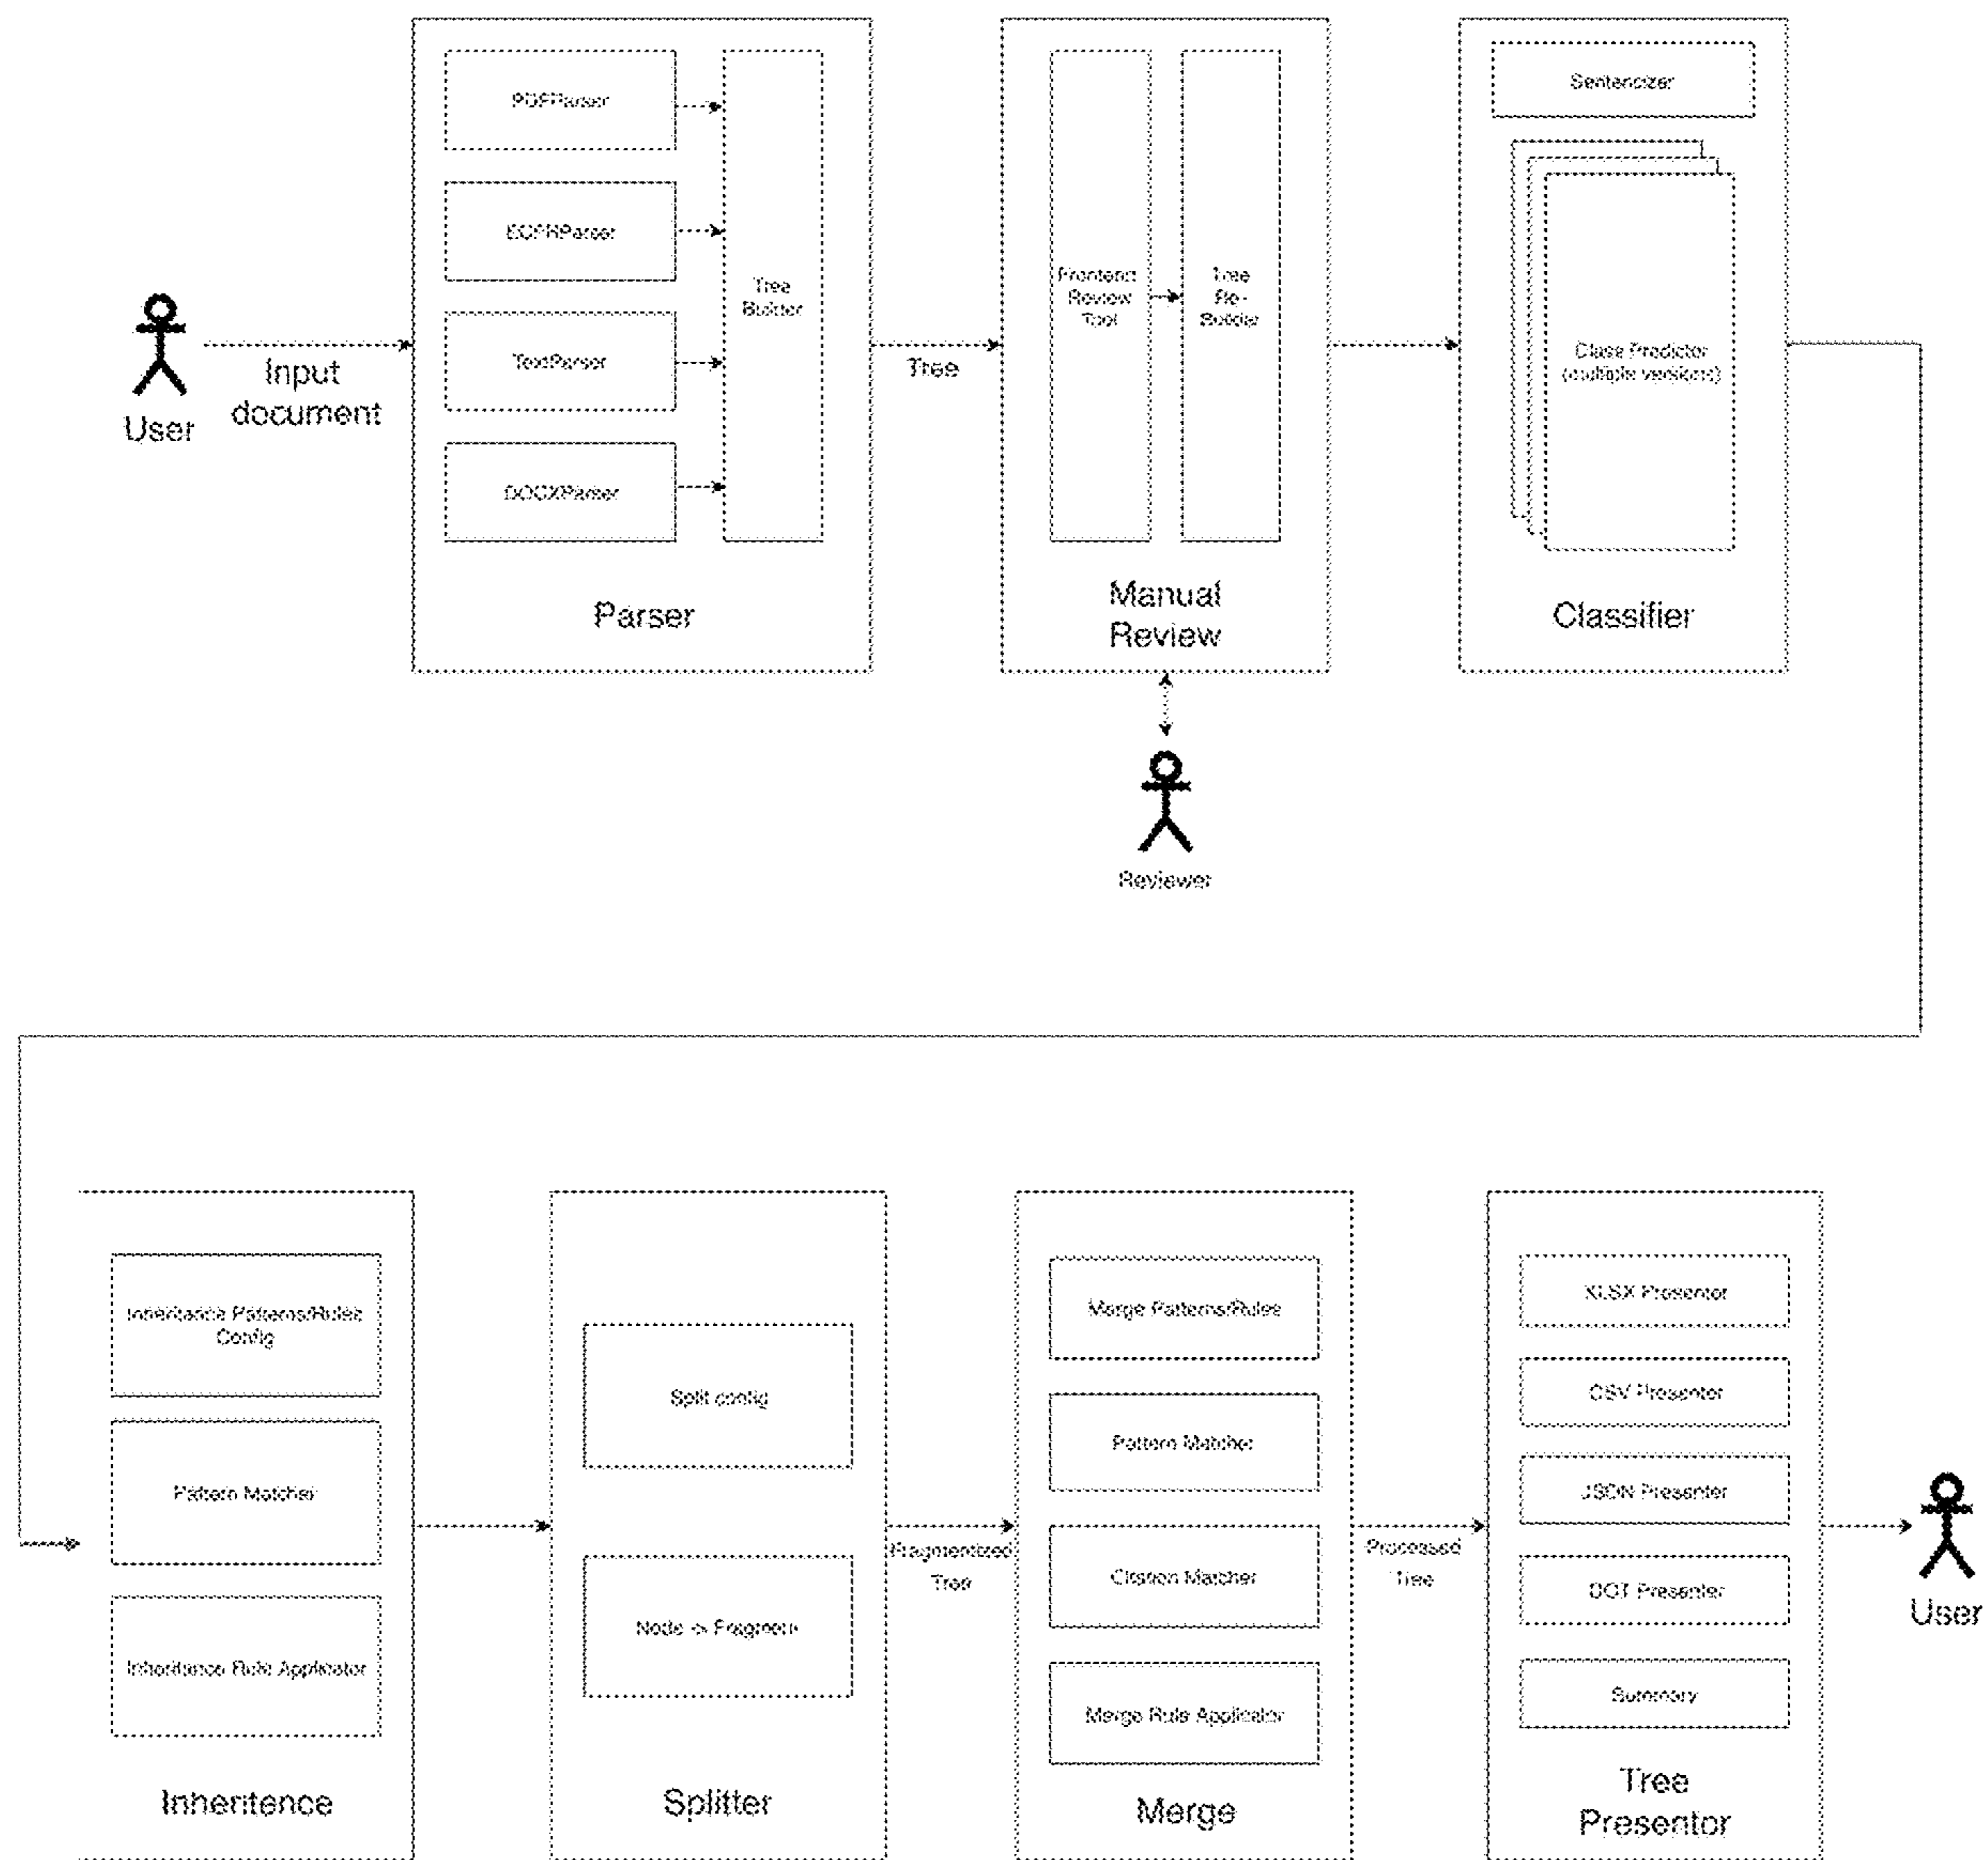 PDFParser
ECFRParser
TextParser
DOCXParser
Tree
Builder
Parser
User
Input
document
Tree
Frontend
Review
Tool
Tree
Re-
Builder
Manual
Review
Reviewer
Sentencizer
Class Predictor
(multiple versions)
Classifier
Inheritance Patterns/Rules
Config
Pattern Matcher
Inheritance Rule Applicator
Inheritence
Split config
Node -> Fragment
Splitter
Fragmentized
Tree
Merge Patterns/Rules
Pattern Matcher
Citation Matcher
Merge Rule Applicator
Merge
Processed
Tree
XLSX Presenter
CSV Presenter
JSON Presenter
DOT Presenter
Summary
Tree
Presentor
User